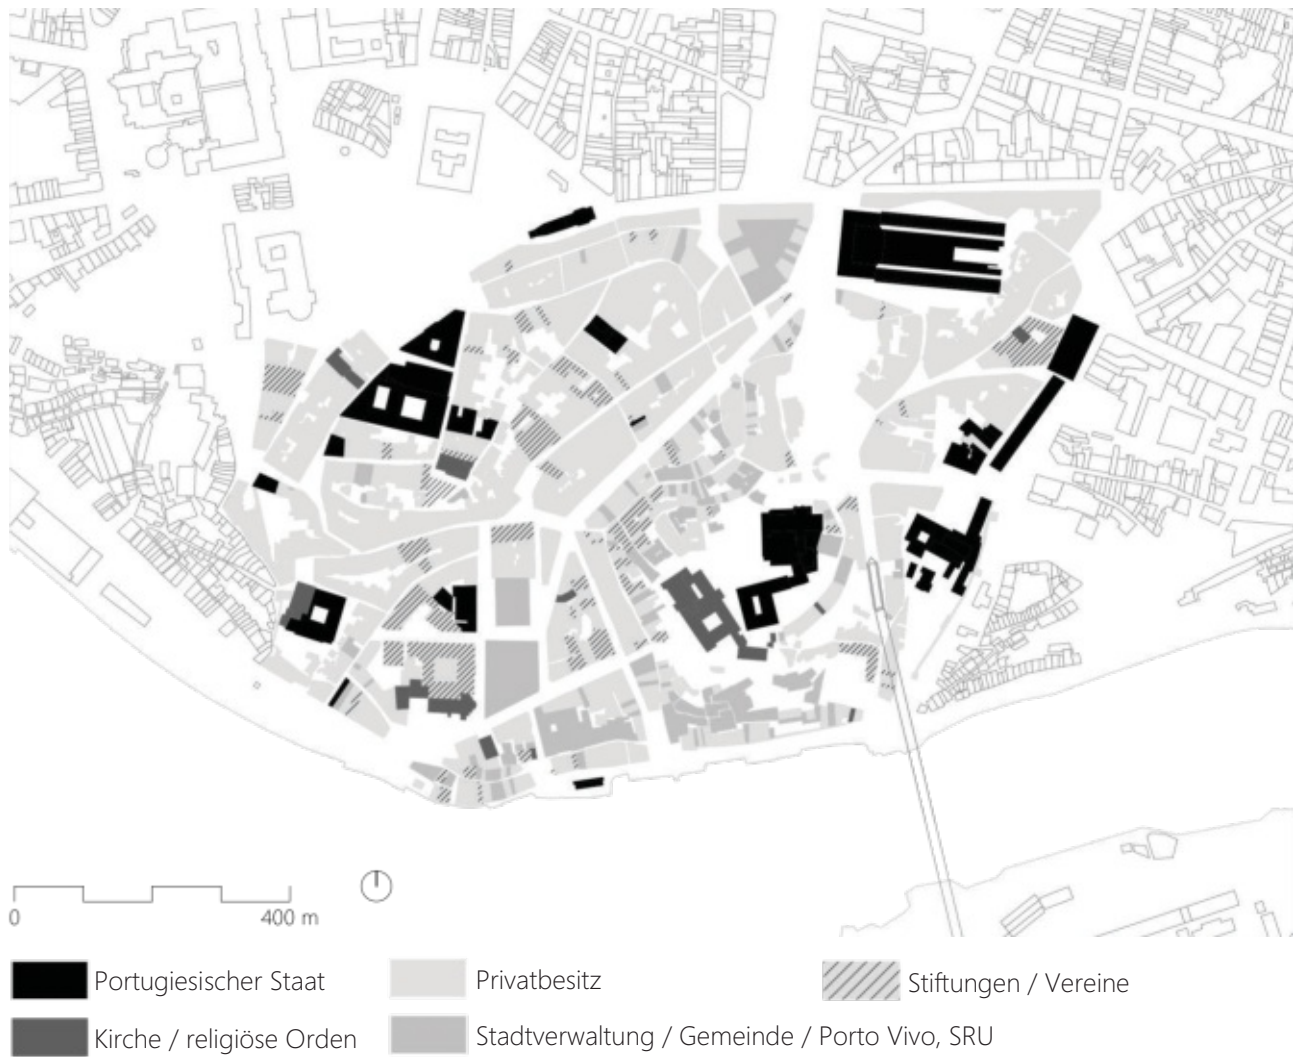 0 400 m
Portugiesischer Staat
Privatbesitz
Stiftungen / Vereine
Kirche / religiöse Orden
Stadtverwaltung / Gemeinde / Porto Vivo, SRU